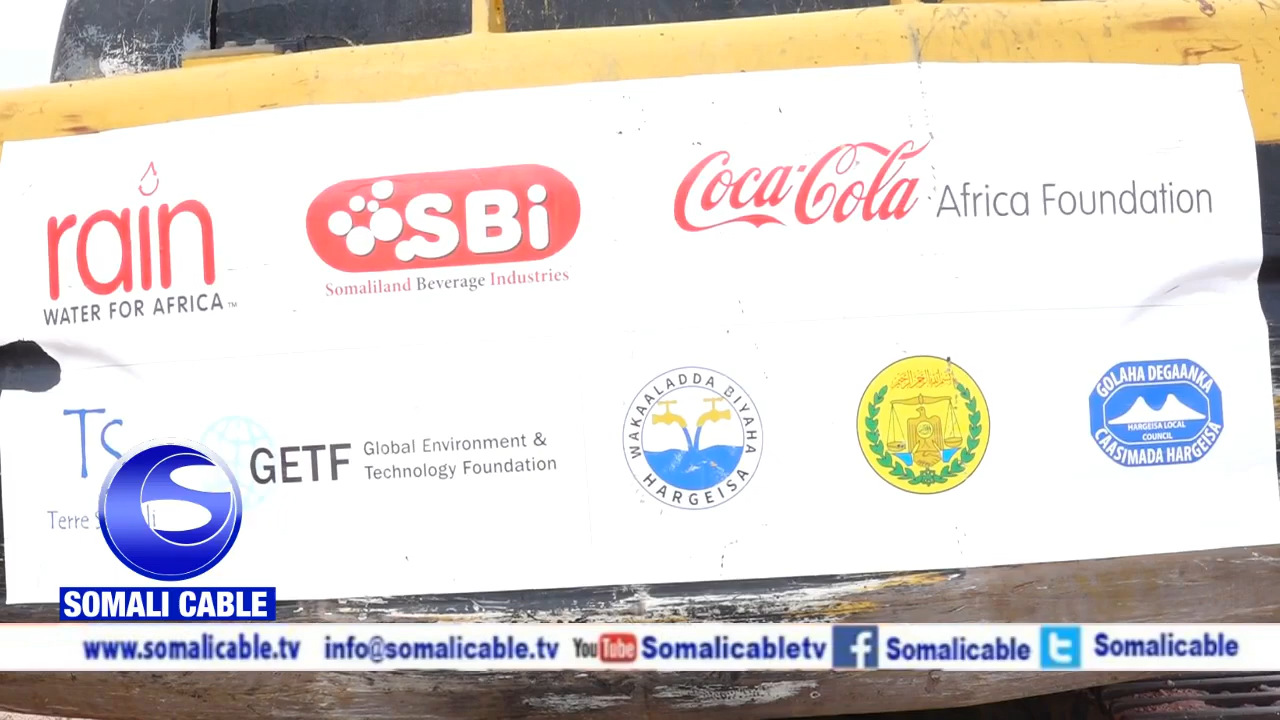 rain
WATER FOR AFRICA™
SBi
Somaliland Beverage Industries
Coca-Cola Africa Foundation
TS
Terre
GETF
Global Environment &
Technology Foundation
WAKAALADDA BIYAHA
HARGEISA
GOLAHA DEGAANKA
HARGEISA LOCAL
COUNCIL
CAASIMADA HARGEISA
SOMALI CABLE
www.somalicable.tv info@somalicable.tv YouTube Somalicabletv f Somalicable Somalicable